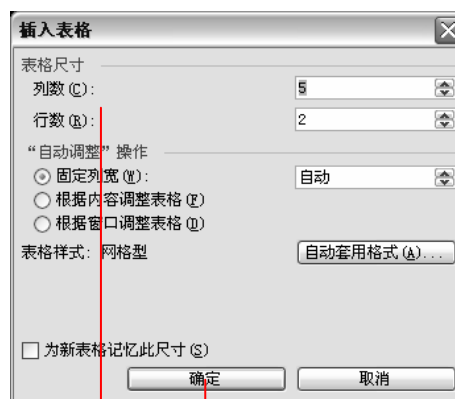 插入表格
表格尺寸
列数(C): 5
行数(R): 2
“自动调整”操作
固定列宽(W): 自动
根据内容调整表格(F)
根据窗口调整表格(D)
表格样式: 网格型 自动套用格式(A)...
为新表格记忆此尺寸(S)
确定 取消